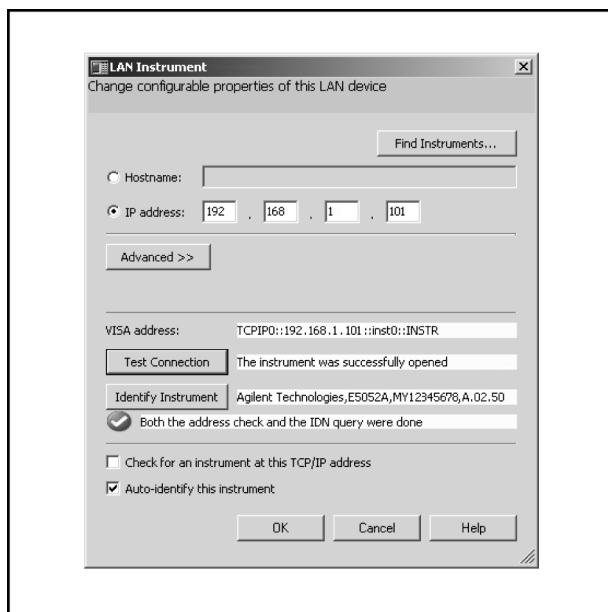 LAN Instrument
Change configurable properties of this LAN device
Find Instruments...
Hostname:
IP address: 192 . 168 . 1 . 101
Advanced >>
VISA address: TCPIP0::192.168.1.101::inst0::INSTR
Test Connection The instrument was successfully opened
Identify Instrument Agilent Technologies,E5052A,MY12345678,A.02.50
Both the address check and the IDN query were done
Check for an instrument at this TCP/IP address
Auto-identify this instrument
OK Cancel Help